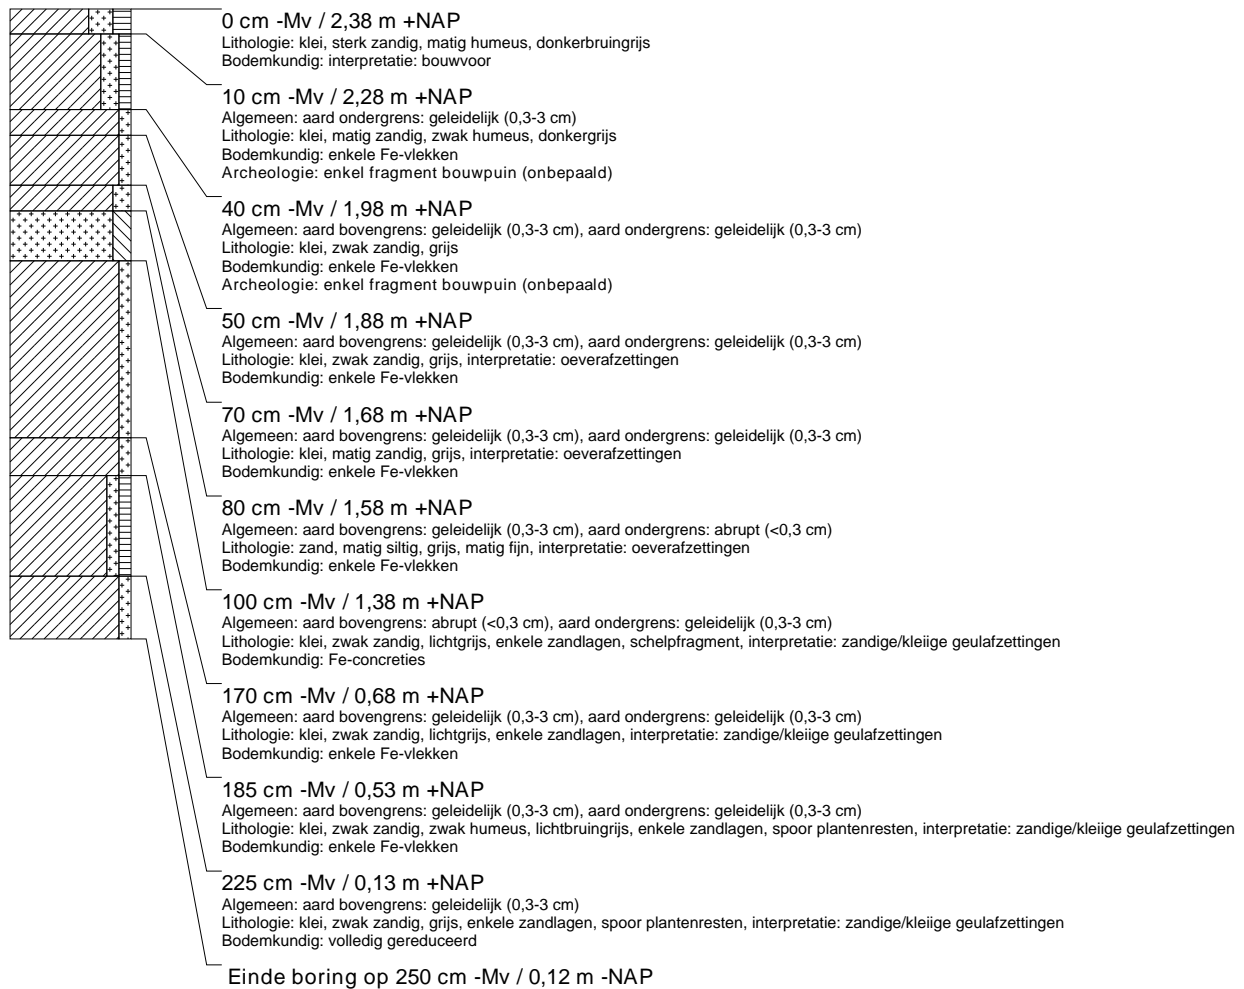 0 cm -Mv / 2,38 m +NAP
Lithologie: klei, sterk zandig, matig humeus, donkerbruingrijs
Bodemkundig: interpretatie: bouwvoor
10 cm -Mv / 2,28 m +NAP
Algemeen: aard ondergrens: geleidelijk (0,3-3 cm)
Lithologie: klei, matig zandig, zwak humeus, donkergrijs
Bodemkundig: enkele Fe-vlekken
Archeologie: enkel fragment bouwpuin (onbepaald)
40 cm -Mv / 1,98 m +NAP
Algemeen: aard bovengrens: geleidelijk (0,3-3 cm), aard ondergrens: geleidelijk (0,3-3 cm)
Lithologie: klei, zwak zandig, grijs
Bodemkundig: enkele Fe-vlekken
Archeologie: enkel fragment bouwpuin (onbepaald)
50 cm -Mv / 1,88 m +NAP
Algemeen: aard bovengrens: geleidelijk (0,3-3 cm), aard ondergrens: geleidelijk (0,3-3 cm)
Lithologie: klei, zwak zandig, grijs, interpretatie: oeverafzettingen
Bodemkundig: enkele Fe-vlekken
70 cm -Mv / 1,68 m +NAP
Algemeen: aard bovengrens: geleidelijk (0,3-3 cm), aard ondergrens: geleidelijk (0,3-3 cm)
Lithologie: klei, matig zandig, grijs, interpretatie: oeverafzettingen
Bodemkundig: enkele Fe-vlekken
80 cm -Mv / 1,58 m +NAP
Algemeen: aard bovengrens: geleidelijk (0,3-3 cm), aard ondergrens: abrupt (<0,3 cm)
Lithologie: zand, matig siltig, grijs, matig fijn, interpretatie: oeverafzettingen
Bodemkundig: enkele Fe-vlekken
100 cm -Mv / 1,38 m +NAP
Algemeen: aard bovengrens: abrupt (<0,3 cm), aard ondergrens: geleidelijk (0,3-3 cm)
Lithologie: klei, zwak zandig, lichtgrijs, enkele zandlagen, schelpfragment, interpretatie: zandige/kleiige geulafzettingen
Bodemkundig: Fe-concreties
170 cm -Mv / 0,68 m +NAP
Algemeen: aard bovengrens: geleidelijk (0,3-3 cm), aard ondergrens: geleidelijk (0,3-3 cm)
Lithologie: klei, zwak zandig, lichtgrijs, enkele zandlagen, interpretatie: zandige/kleiige geulafzettingen
Bodemkundig: enkele Fe-vlekken
185 cm -Mv / 0,53 m +NAP
Algemeen: aard bovengrens: geleidelijk (0,3-3 cm), aard ondergrens: geleidelijk (0,3-3 cm)
Lithologie: klei, zwak zandig, zwak humeus, lichtbruingrijs, enkele zandlagen, spoor plantenresten, interpretatie: zandige/kleiige geulafzettingen
Bodemkundig: enkele Fe-vlekken
225 cm -Mv / 0,13 m +NAP
Algemeen: aard bovengrens: geleidelijk (0,3-3 cm)
Lithologie: klei, zwak zandig, grijs, enkele zandlagen, spoor plantenresten, interpretatie: zandige/kleiige geulafzettingen
Bodemkundig: volledig gereduceerd
Einde boring op 250 cm -Mv / 0,12 m -NAP